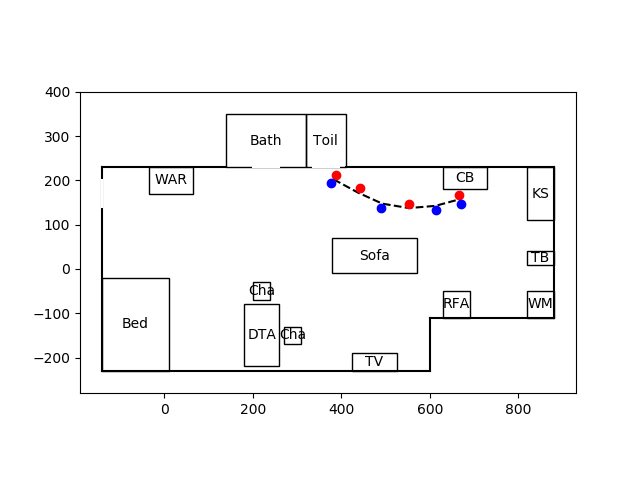 400
300
200
100
0
−100
−200
0
200
400
600
800
Bath
Toil
WAR
CB
KS
Sofa
TB
Cha
Bed
RFA
WM
DTA
Cha
TV